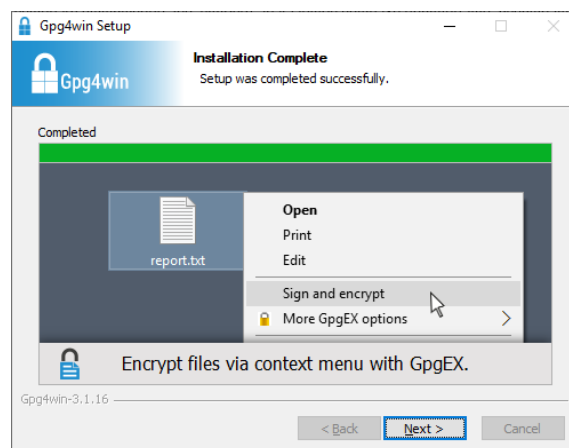 Gpg4win Setup
Gpg4win
Installation Complete
Setup was completed successfully.
Completed
report.txt
Open
Print
Edit
Sign and encrypt
More GpgEX options
Encrypt files via context menu with GpgEX.
Gpg4win-3.1.16
< Back
Next >
Cancel